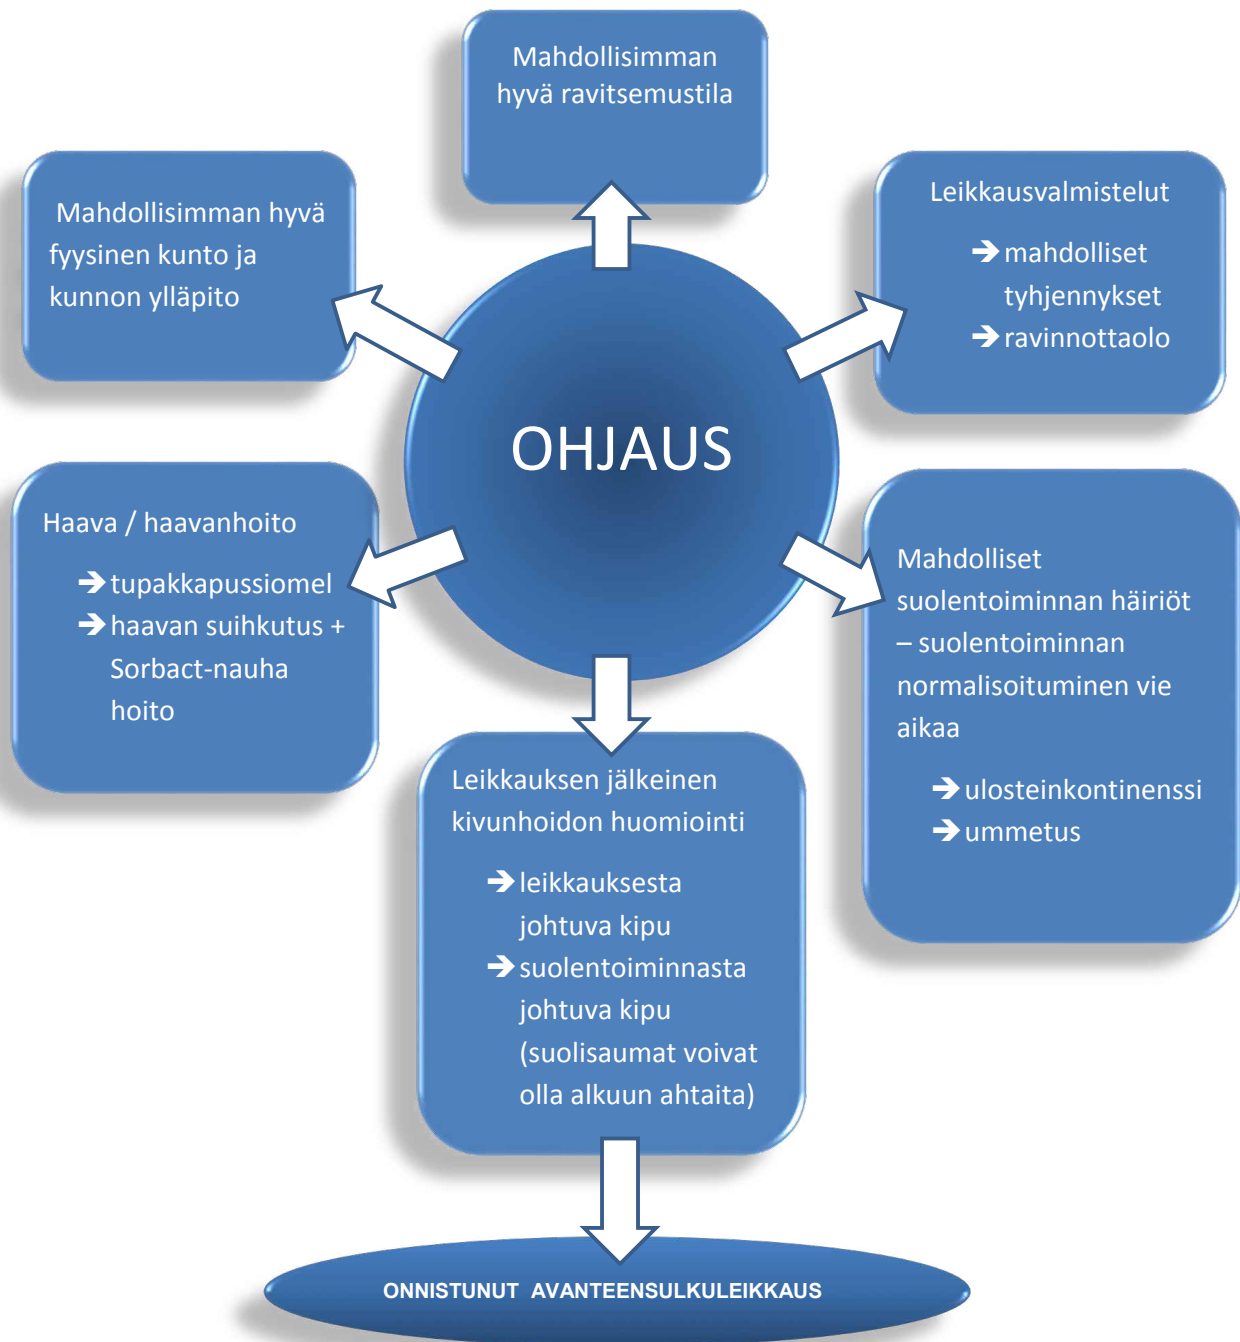 Mahdollisimman
hyvä ravitsemustila
Mahdollisimman hyvä
fyysinen kunto ja
kunnon ylläpito
Leikkausvalmistelut
➔ mahdolliset
tyhjennykset
➔ ravinnottaolo
OHJAUS
Haava / haavanhoito
➔ tupakkapussiomel
➔ haavan suihkutus +
Sorbact-nauha
hoito
Mahdolliset
suolentoiminnan häiriöt
– suolentoiminnan
normalisoituminen vie
aikaa
➔ ulosteinkontinenssi
➔ ummetus
Leikkauksen jälkeinen
kivunhoidon huomiointi
➔ leikkauksesta
johtuva kipu
➔ suolentoiminnasta
johtuva kipu
(suolisaumat voivat
olla alkuun ahtaita)
ONNISTUNUT AVANTEENSULKULEIKKAUS